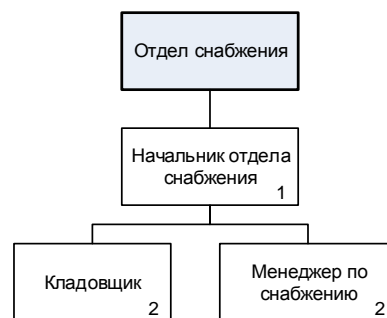 Отдел снабжения
Начальник отдела
снабжения
1
Кладовщик
2
Менеджер по
снабжению
2